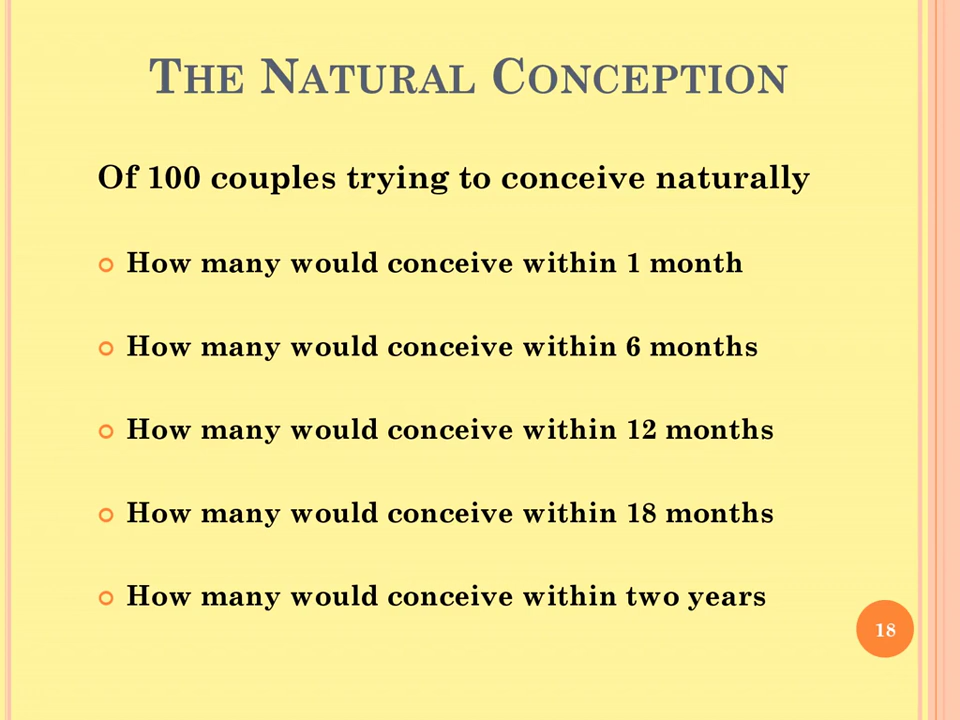 THE NATURAL CONCEPTION
Of 100 couples trying to conceive naturally
How many would conceive within 1 month
How many would conceive within 6 months
How many would conceive within 12 months
How many would conceive within 18 months
How many would conceive within two years
18